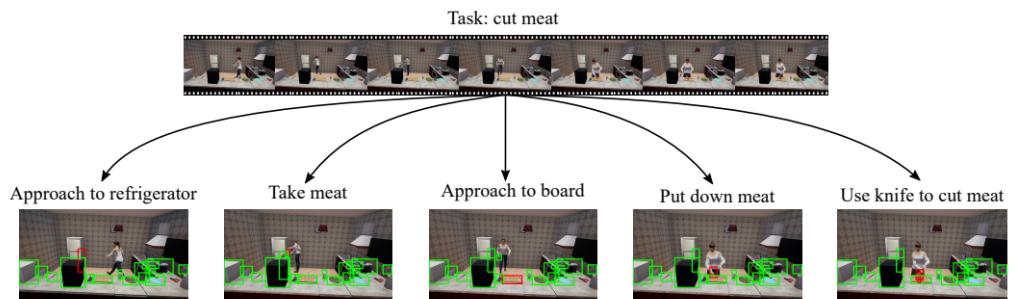 Task: cut meat
Approach to refrigerator
Take meat
Approach to board
Put down meat
Use knife to cut meat